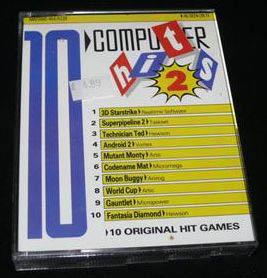 10 COMPUTER
hits
2
£ 4.99
1 3D Starstrike Realtime Software
2 Superpipeline 2 Taskset
3 Technician Ted Hewson
4 Android 2 Vortex
5 Mutant Monty Artic
6 Codename Mat Micromega
7 Moon Buggy Anirog
8 World Cup Artic
9 Gauntlet Micropower
10 Fantasia Diamond Hewson
10 ORIGINAL HIT GAMES